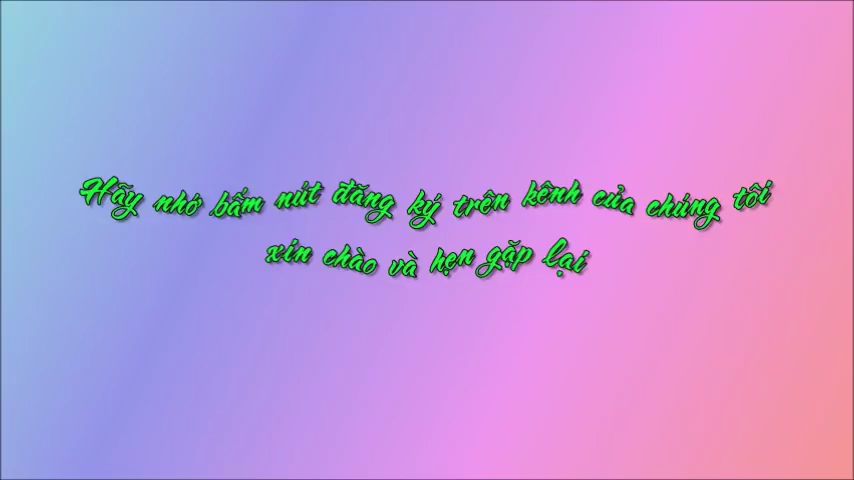 Hãy nhớ bấm nút đăng ký trên kênh của chúng tôi
xin chào và hẹn gặp lại